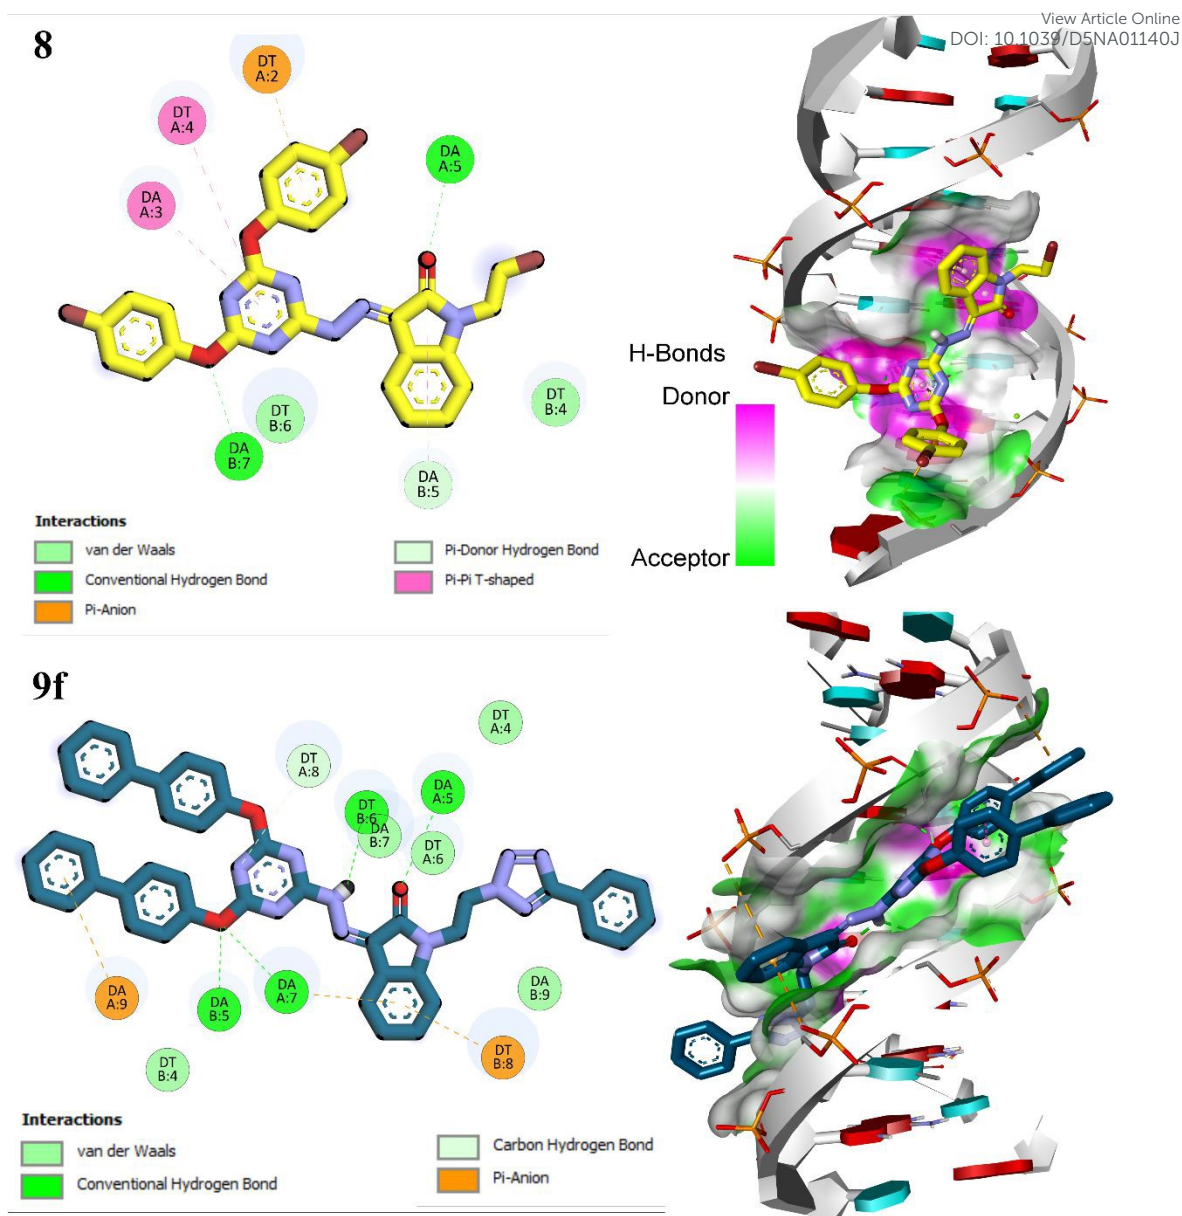 View Article Online
DOI: 10.1039/D5NA01140J
8
DT
A:2
DT
A:4
DA
A:5
DA
A:3
DT
B:6
DT
B:4
DA
B:7
DA
B:5
H-Bonds
Donor
Acceptor
Interactions
van der Waals
Conventional Hydrogen Bond
Pi-Anion
Pi-Donor Hydrogen Bond
Pi-Pi T-shaped
9f
DT
A:4
DT
A:8
DA
A:5
DT
B:6
DA
B:7
DT
A:6
DA
A:9
DA
B:5
DA
A:7
DA
B:9
DT
B:8
DT
B:4
Interactions
van der Waals
Conventional Hydrogen Bond
Carbon Hydrogen Bond
Pi-Anion